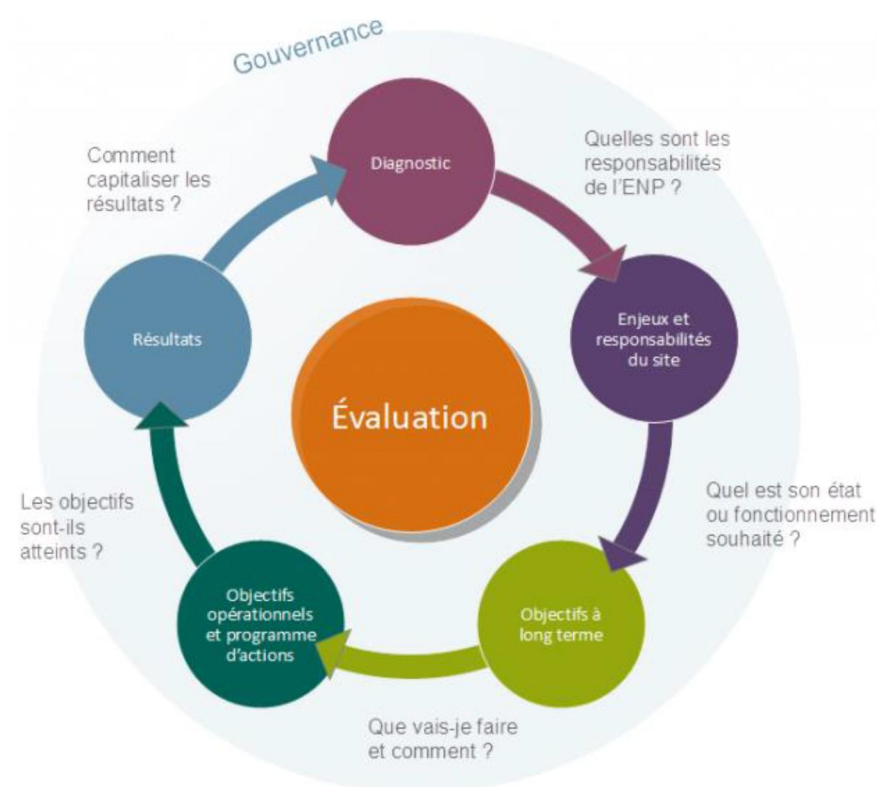 Gouvernance
Diagnostic
Quelles sont les
responsabilités
de l'ENP ?
Enjeux et
responsabilités
du site
Quel est son état
ou fonctionnement
souhaité ?
Objectifs à
long terme
Que vais-je faire
et comment ?
Objectifs
opérationnels
et programme
d'actions
Les objectifs
sont-ils
atteints ?
Résultats
Comment
capitaliser les
résultats ?
Évaluation